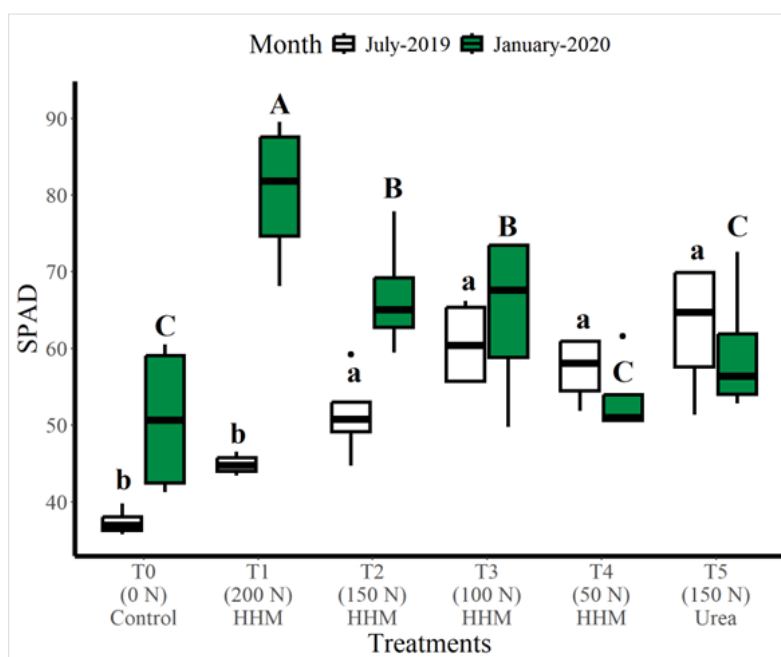 Month July-2019 January-2020
SPAD
90
80
70
60
50
40
b C
b A
a B
a B
a C
a C
T0 T1 T2 T3 T4 T5
(0 N) (200 N) (150 N) (100 N) (50 N) (150 N)
Control HHM HHM HHM HHM Urea
Treatments